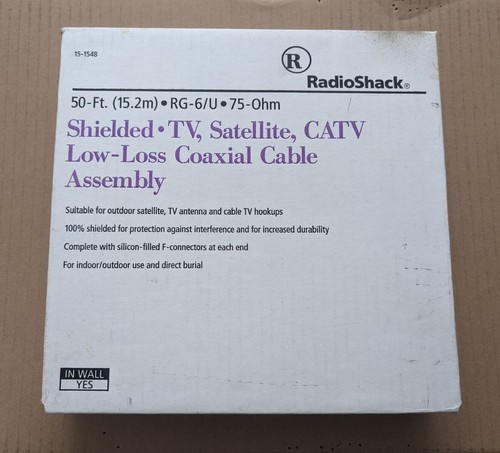 15-1548
R
RadioShack®
50-Ft. (15.2m) • RG-6/U • 75-Ohm
Shielded • TV, Satellite, CATV
Low-Loss Coaxial Cable
Assembly
Suitable for outdoor satellite, TV antenna and cable TV hookups
100% shielded for protection against interference and for increased durability
Complete with silicon-filled F-connectors at each end
For indoor/outdoor use and direct burial
IN WALL
YES